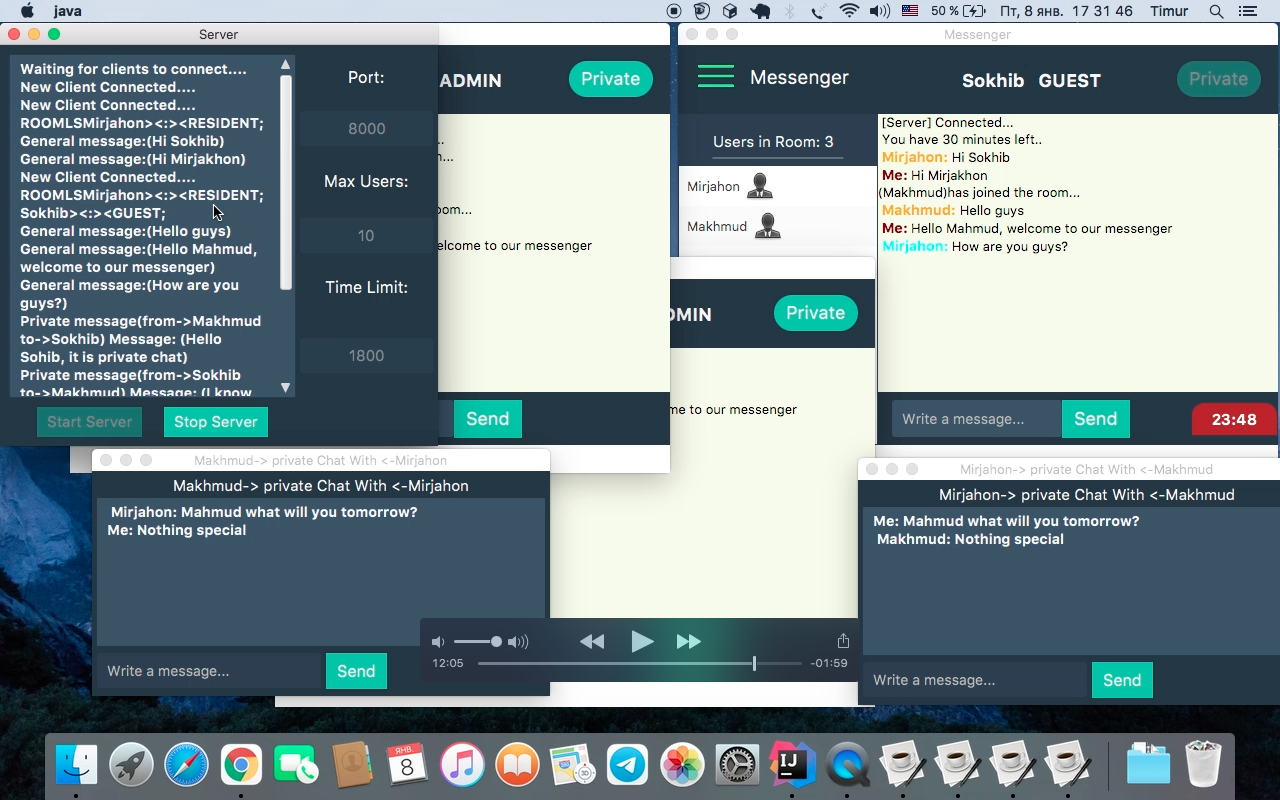 java
50 %
Пт, 8 янв. 17 31 46
Timur
Server
Waiting for clients to connect....
New Client Connected....
New Client Connected....
ROOMLSMirjahon><:><RESIDENT;
General message:(Hi Sokhib)
General message:(Hi Mirjakhon)
New Client Connected....
ROOMLSMirjahon><:><RESIDENT;
Sokhib><:><GUEST;
General message:(Hello guys)
General message:(Hello Mahmud,
welcome to our messenger)
General message:(How are you
guys?)
Private message(from->Makhmud
to->Sokhib) Message: (Hello
Sohib, it is private chat)
Private message(from->Sokhib
to->Makhmud) Message: (I know
Port:
8000
Max Users:
10
Time Limit:
1800
Start Server
Stop Server
ADMIN
Private
..
...
oom...
elcome to our messenger
Send
DMIN
Private
me to our messenger
Messenger
Messenger
Sokhib GUEST
Private
Users in Room: 3
Mirjahon
Makhmud
[Server] Connected...
You have 30 minutes left..
Mirjahon: Hi Sokhib
Me: Hi Mirjakhon
(Makhmud)has joined the room...
Makhmud: Hello guys
Me: Hello Mahmud, welcome to our messenger
Mirjahon: How are you guys?
Write a message...
Send
23:48
Makhmud-> private Chat With <-Mirjahon
Makhmud-> private Chat With <-Mirjahon
Mirjahon: Mahmud what will you tomorrow?
Me: Nothing special
Write a message...
Send
12:05
-01:59
Mirjahon-> private Chat With <-Makhmud
Mirjahon-> private Chat With <-Makhmud
Me: Mahmud what will you tomorrow?
Makhmud: Nothing special
Write a message...
Send
ЯНВ.
8
3D
IJ